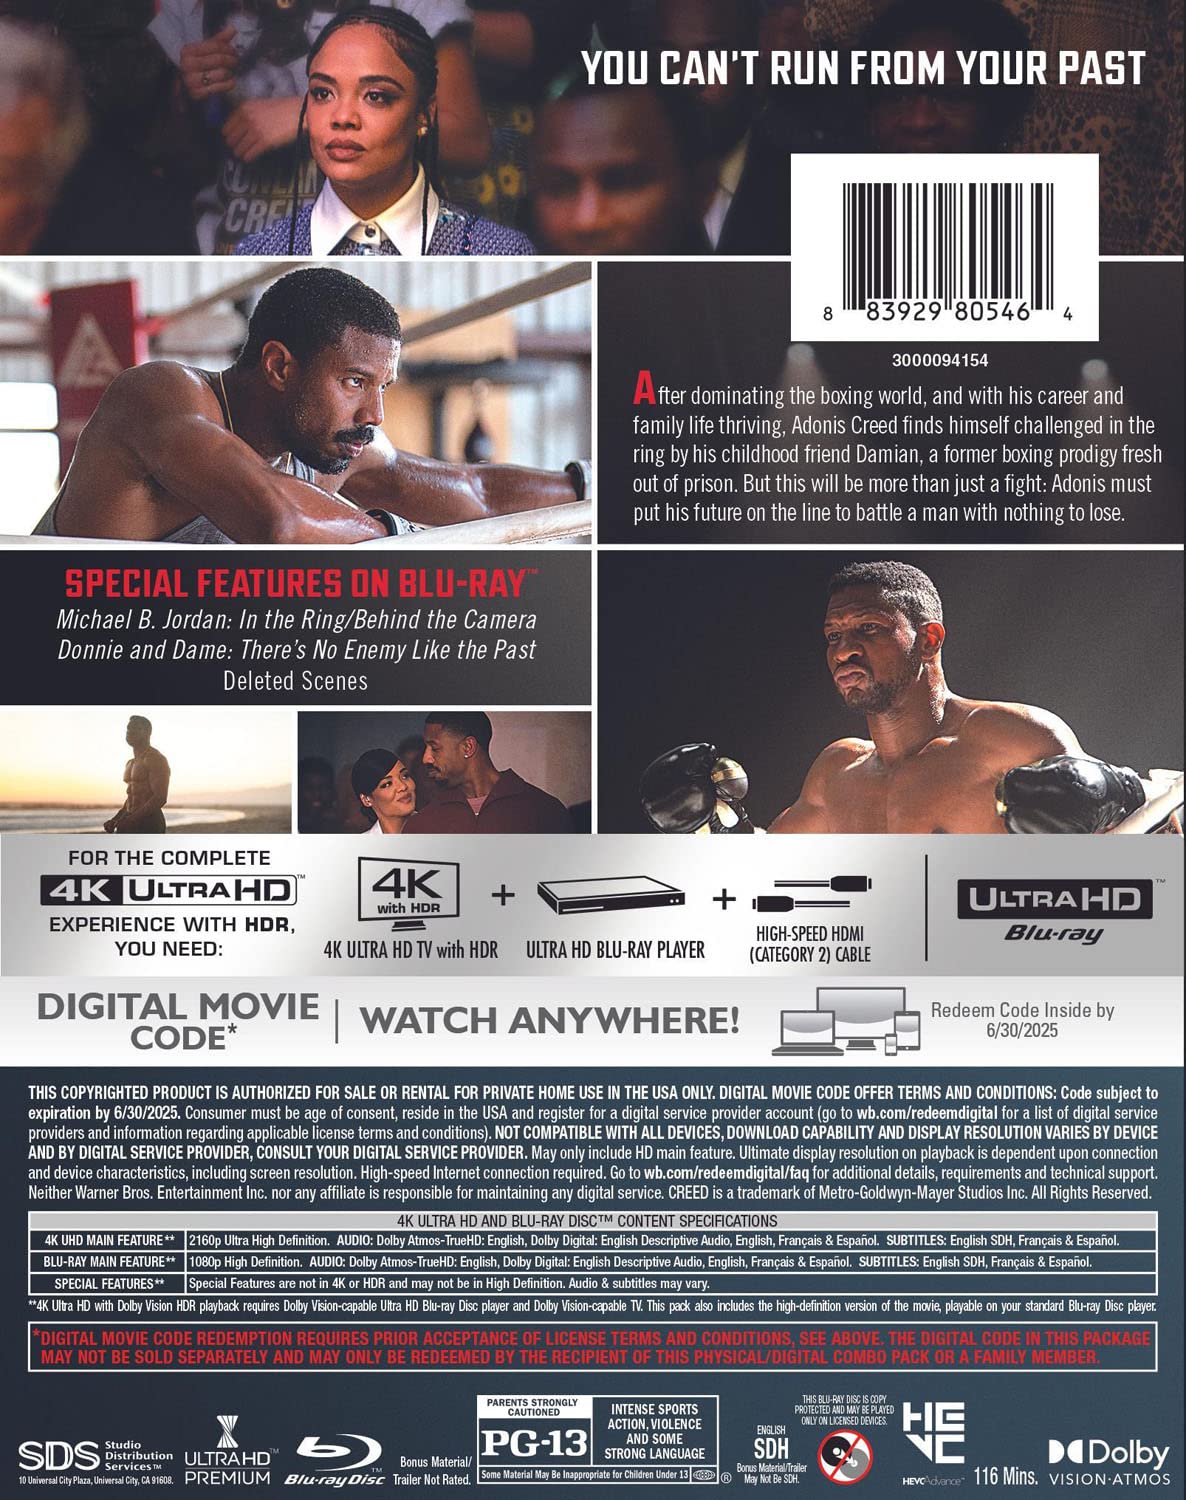 YOU CAN'T RUN FROM YOUR PAST
CREED
8 83929 80546 4
3000094154
After dominating the boxing world, and with his career and
family life thriving, Adonis Creed finds himself challenged in the
ring by his childhood friend Damian, a former boxing prodigy fresh
out of prison. But this will be more than just a fight: Adonis must
put his future on the line to battle a man with nothing to lose.
SPECIAL FEATURES ON BLU-RAY™
Michael B. Jordan: In the Ring/Behind the Camera
Donnie and Dame: There's No Enemy Like the Past
Deleted Scenes
FOR THE COMPLETE
4K ULTRA HD™
EXPERIENCE WITH HDR,
YOU NEED:
4K
with HDR
4K ULTRA HD TV with HDR
+
ULTRA HD BLU-RAY PLAYER
+
HIGH-SPEED HDMI
(CATEGORY 2) CABLE
ULTRA HD™
Blu-ray
DIGITAL MOVIE
CODE*
WATCH ANYWHERE!
Redeem Code Inside by
6/30/2025
THIS COPYRIGHTED PRODUCT IS AUTHORIZED FOR SALE OR RENTAL FOR PRIVATE HOME USE IN THE USA ONLY. DIGITAL MOVIE CODE OFFER TERMS AND CONDITIONS: Code subject to
expiration by 6/30/2025. Consumer must be age of consent, reside in the USA and register for a digital service provider account (go to wb.com/redeemdigital for a list of digital service
providers and information regarding applicable license terms and conditions). NOT COMPATIBLE WITH ALL DEVICES, DOWNLOAD CAPABILITY AND DISPLAY RESOLUTION VARIES BY DEVICE
AND BY DIGITAL SERVICE PROVIDER, CONSULT YOUR DIGITAL SERVICE PROVIDER. May only include HD main feature. Ultimate display resolution on playback is dependent upon connection
and device characteristics, including screen resolution. High-speed Internet connection required. Go to wb.com/redeemdigital/faq for additional details, requirements and technical support.
Neither Warner Bros. Entertainment Inc. nor any affiliate is responsible for maintaining any digital service. CREED is a trademark of Metro-Goldwyn-Mayer Studios Inc. All Rights Reserved.
4K ULTRA HD AND BLU-RAY DISC™ CONTENT SPECIFICATIONS
4K UHD MAIN FEATURE** 2160p Ultra High Definition. AUDIO: Dolby Atmos-TrueHD: English, Dolby Digital: English Descriptive Audio, English, Français & Español. SUBTITLES: English SDH, Français & Español.
BLU-RAY MAIN FEATURE** 1080p High Definition. AUDIO: Dolby Atmos-TrueHD: English, Dolby Digital: English Descriptive Audio, English, Français & Español. SUBTITLES: English SDH, Français & Español.
SPECIAL FEATURES** Special Features are not in 4K or HDR and may not be in High Definition. Audio & subtitles may vary.
**4K Ultra HD with Dolby Vision HDR playback requires Dolby Vision-capable Ultra HD Blu-ray Disc player and Dolby Vision-capable TV. This pack also includes the high-definition version of the movie, playable on your standard Blu-ray Disc player.
*DIGITAL MOVIE CODE REDEMPTION REQUIRES PRIOR ACCEPTANCE OF LICENSE TERMS AND CONDITIONS, SEE ABOVE. THE DIGITAL CODE IN THIS PACKAGE
MAY NOT BE SOLD SEPARATELY AND MAY ONLY BE REDEEMED BY THE RECIPIENT OF THIS PHYSICAL/DIGITAL COMBO PACK OR A FAMILY MEMBER.
SDS Studio
Distribution
Services™
10 Universal City Plaza, Universal City, CA 91608.
ULTRA HD™
PREMIUM
Blu-ray Disc™
Bonus Material/
Trailer Not Rated.
PARENTS STRONGLY
CAUTIONED
PG-13
INTENSE SPORTS
ACTION, VIOLENCE
AND SOME
STRONG LANGUAGE
Some Material May Be Inappropriate for Children Under 13
®
ENGLISH
SDH
Bonus Material/Trailer
May Not Be SDH.
THIS BLU-RAY DISC IS COPY
PROTECTED AND MAY BE PLAYED
ONLY ON LICENSED DEVICES.
HEVC
HEVCAdvance™
116 Mins.
Dolby
VISION·ATMOS